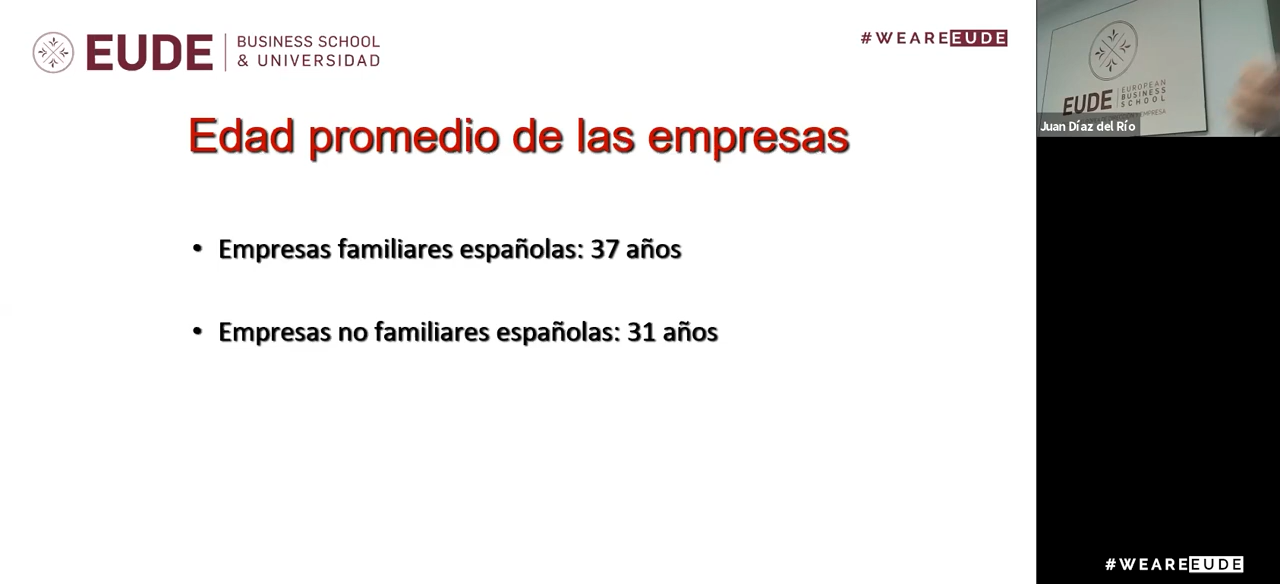 EUDE
BUSINESS SCHOOL
& UNIVERSIDAD
#WEAREEUDE
Edad promedio de las empresas
• Empresas familiares españolas: 37 años
• Empresas no familiares españolas: 31 años
EUDE
EUROPEAN
BUSINESS
SCHOOL
Juan Díaz del Río
#WEAREEUDE